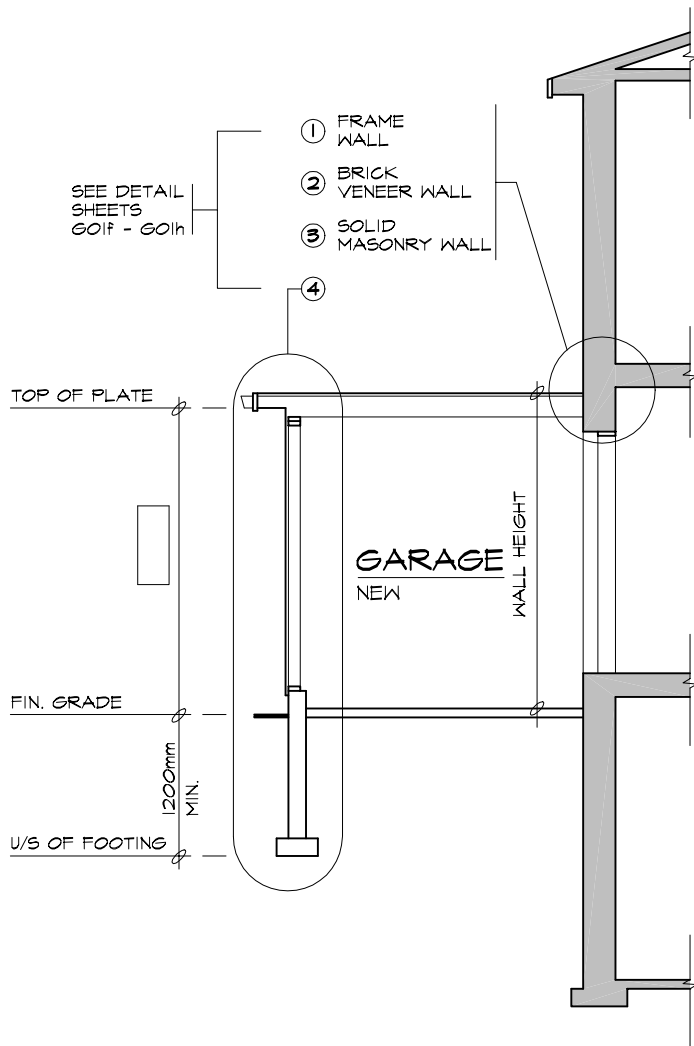 1 FRAME
WALL
2 BRICK
VENEER WALL
3 SOLID
MASONRY WALL
4
SEE DETAIL
SHEETS
G01f - G01h
TOP OF PLATE
GARAGE
NEW
WALL HEIGHT
FIN. GRADE
1200mm
MIN.
U/S OF FOOTING